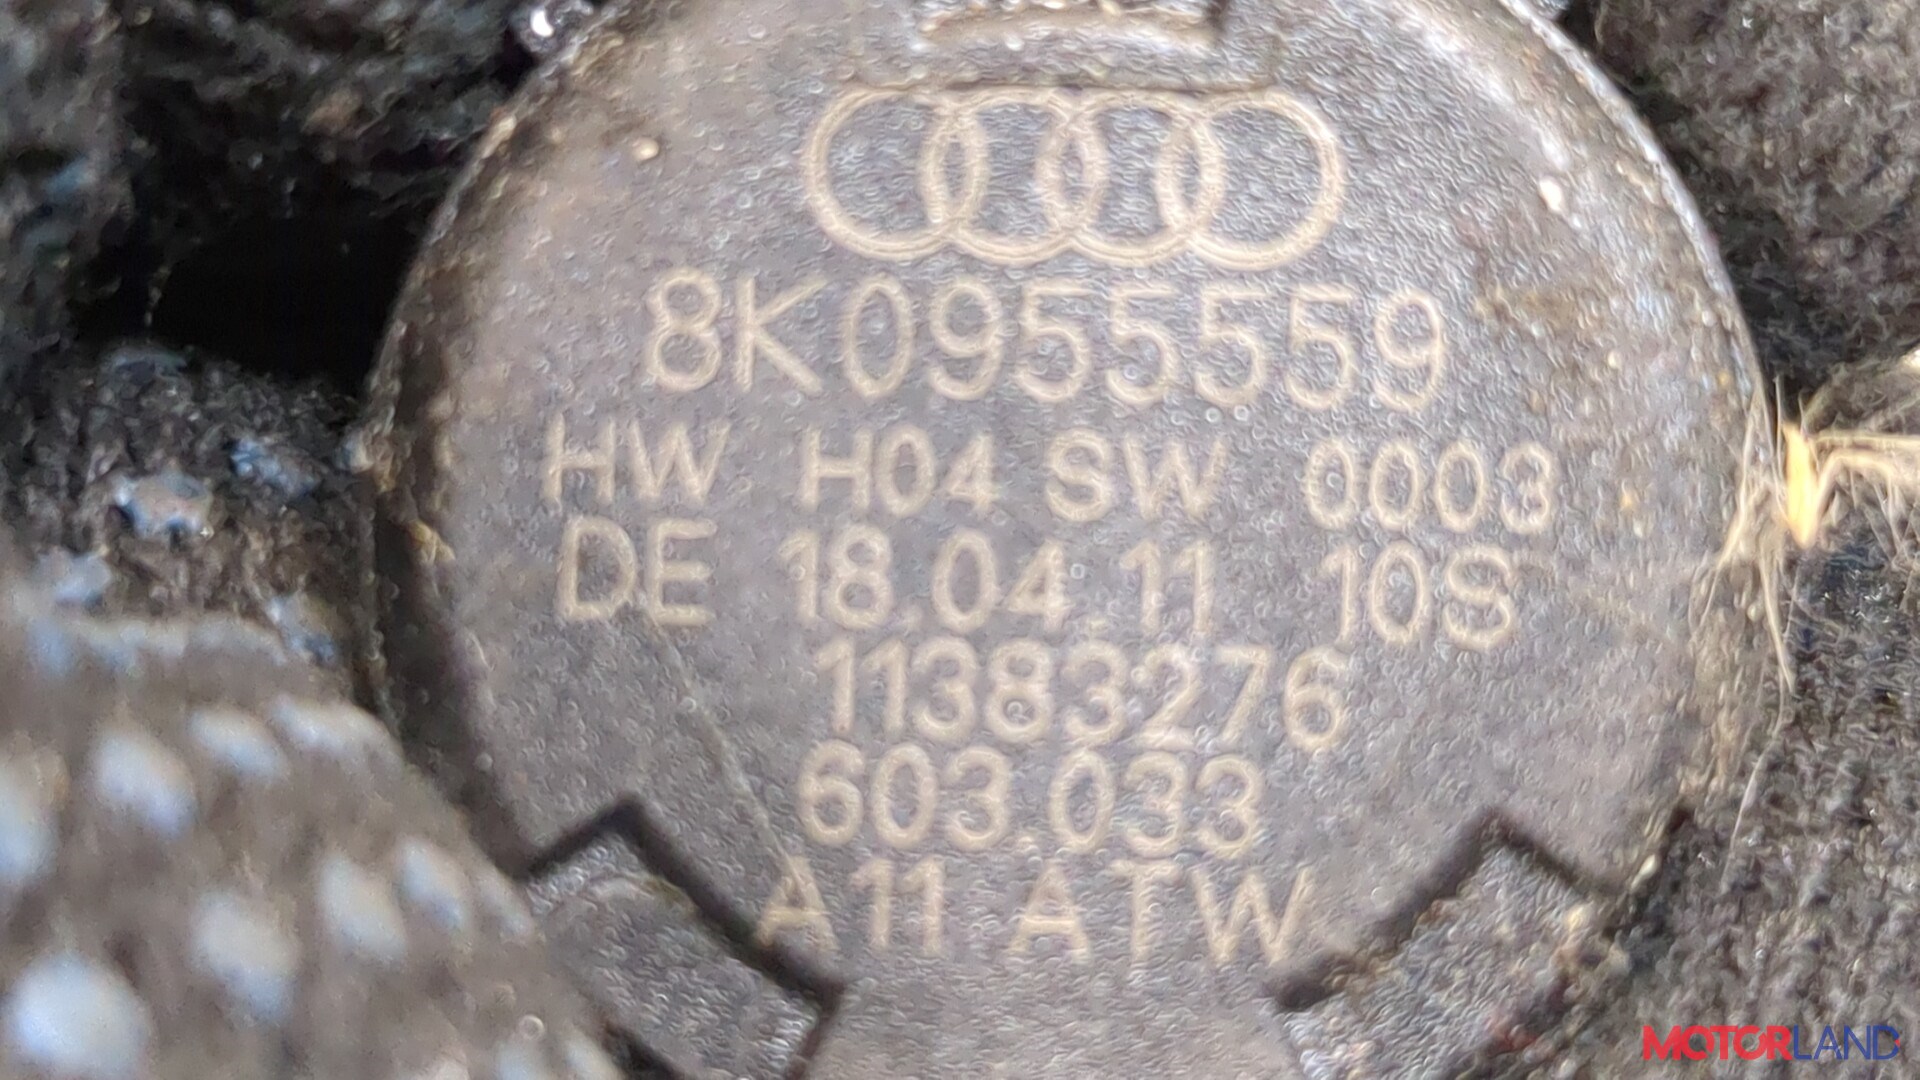 8K0955559
HW H04 SW 0003
DE 18.04.11 10S
11383276
603.033
A11 ATW
MOTORLAND